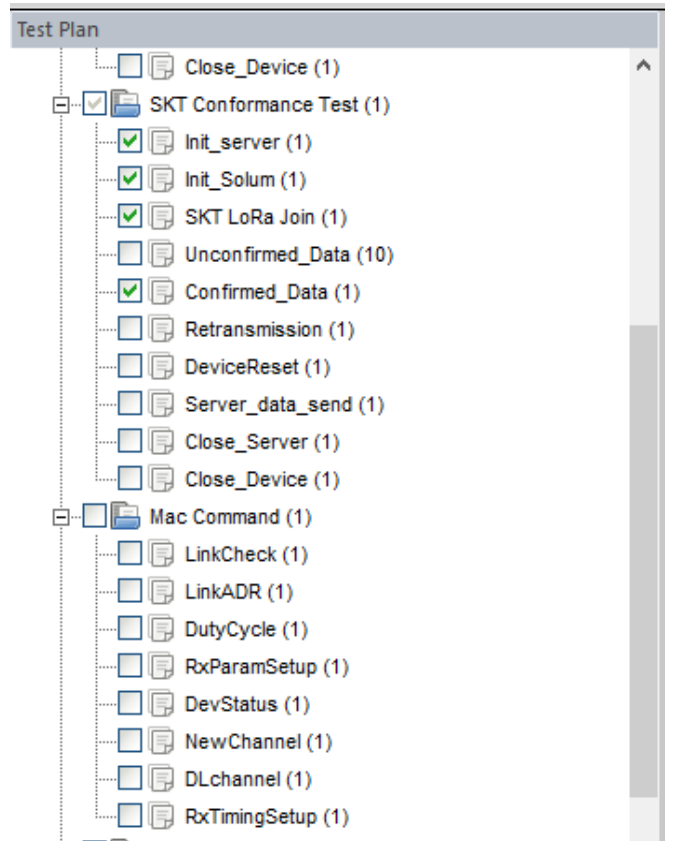 Test Plan
Close_Device (1)
SKT Conformance Test (1)
Init_server (1)
Init_Solum (1)
SKT LoRa Join (1)
Unconfirmed_Data (10)
Confirmed_Data (1)
Retransmission (1)
DeviceReset (1)
Server_data_send (1)
Close_Server (1)
Close_Device (1)
Mac Command (1)
LinkCheck (1)
LinkADR (1)
DutyCycle (1)
RxParamSetup (1)
DevStatus (1)
NewChannel (1)
DLchannel (1)
RxTimingSetup (1)